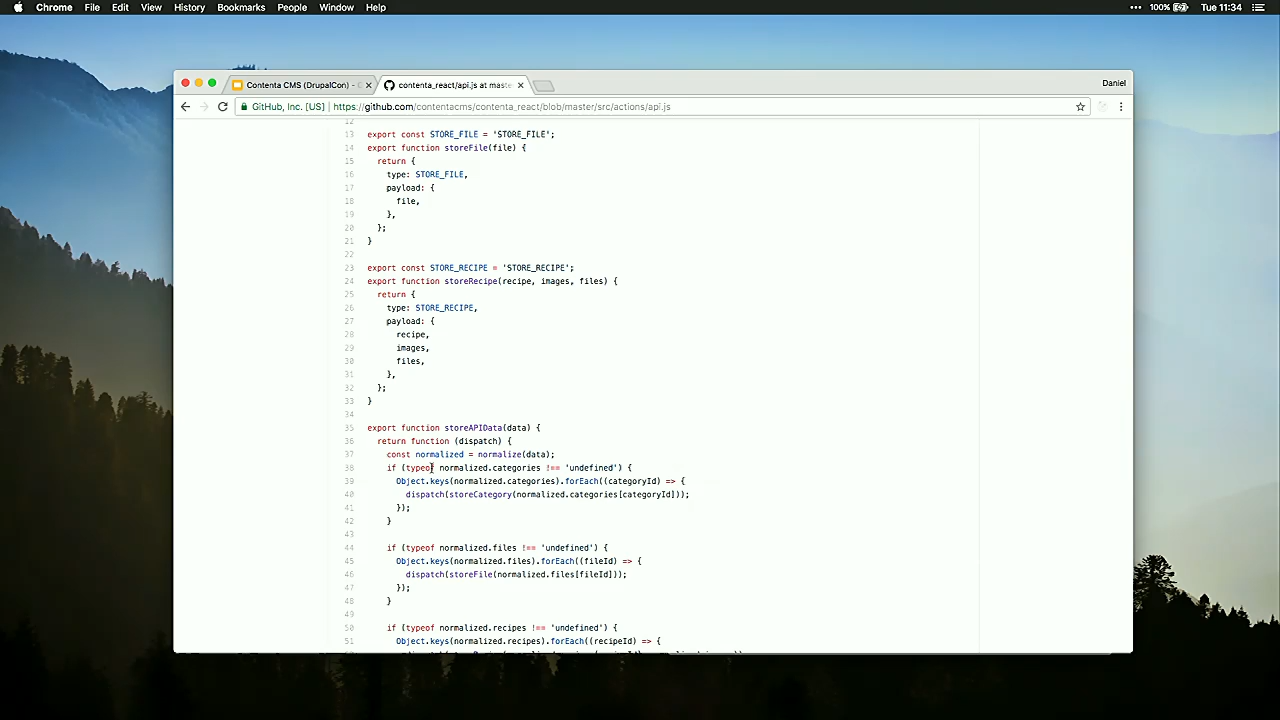 Chrome File Edit View History Bookmarks People Window Help 100% Tue 11:34
Contenta CMS (DrupalCon) - contenta_react/api.js at maste Daniel
GitHub, Inc. [US] https://github.com/contentacms/contenta_react/blob/master/src/actions/api.js
12
13 export const STORE_FILE = 'STORE_FILE';
14 export function storeFile(file) {
15 return {
16 type: STORE_FILE,
17 payload: {
18 file,
19 },
20 };
21 }
22
23 export const STORE_RECIPE = 'STORE_RECIPE';
24 export function storeRecipe(recipe, images, files) {
25 return {
26 type: STORE_RECIPE,
27 payload: {
28 recipe,
29 images,
30 files,
31 },
32 };
33 }
34
35 export function storeAPIData(data) {
36 return function (dispatch) {
37 const normalized = normalize(data);
38 if (typeof normalized.categories !== 'undefined') {
39 Object.keys(normalized.categories).forEach((categoryId) => {
40 dispatch(storeCategory(normalized.categories[categoryId]));
41 });
42 }
43
44 if (typeof normalized.files !== 'undefined') {
45 Object.keys(normalized.files).forEach((fileId) => {
46 dispatch(storeFile(normalized.files[fileId]));
47 });
48 }
49
50 if (typeof normalized.recipes !== 'undefined') {
51 Object.keys(normalized.recipes).forEach((recipeId) => {